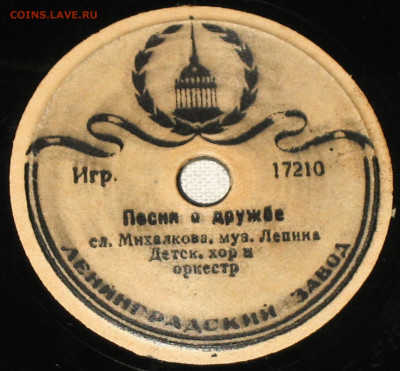 COINS.LAVE.RU
Игр. 17210
Песня о дружбе
сл. Михалкова, муз. Лепина
Детск. хор и
оркестр
ЛЕНИНГРАДСКИЙ ЗАВОД